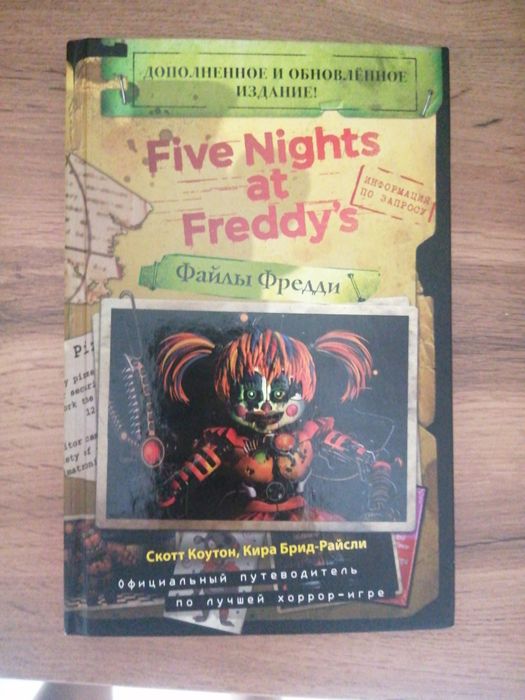 ДОПОЛНЕННОЕ И ОБНОВЛЁННОЕ
ИЗДАНИЕ!
Five Nights
at
Freddy's
ИНФОРМАЦИЯ
ПО ЗАПРОСУ
Файлы Фредди
Скотт Коутон, Кира Брид-Райсли
Официальный путеводитель
по лучшей хоррор-игре